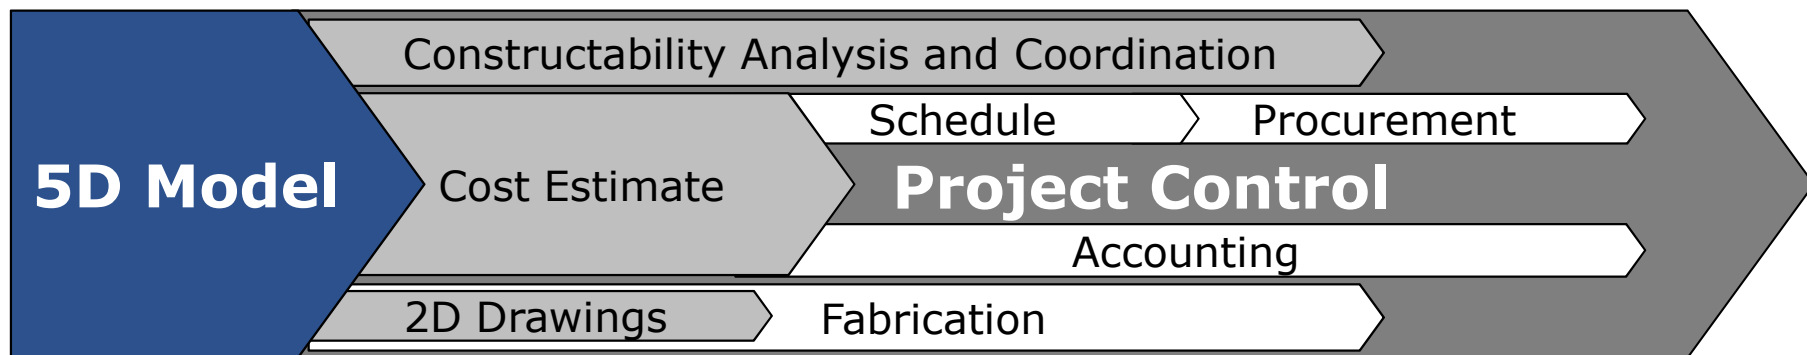 Constructability Analysis and Coordination
Schedule
Procurement
5D Model
Cost Estimate
Project Control
Accounting
2D Drawings
Fabrication